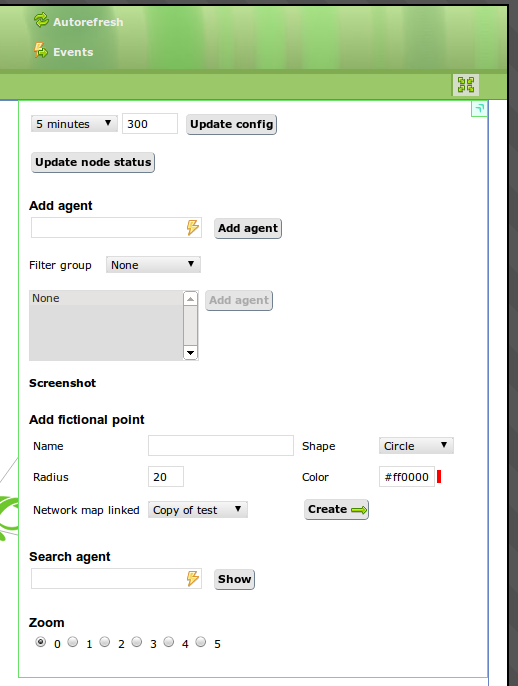 Autorefresh
Events
5 minutes 300 Update config
Update node status
Add agent
Add agent
Filter group None
None Add agent
Screenshot
Add fictional point
Name Shape Circle
Radius 20 Color #ff0000
Network map linked Copy of test Create
Search agent
Show
Zoom
0 1 2 3 4 5